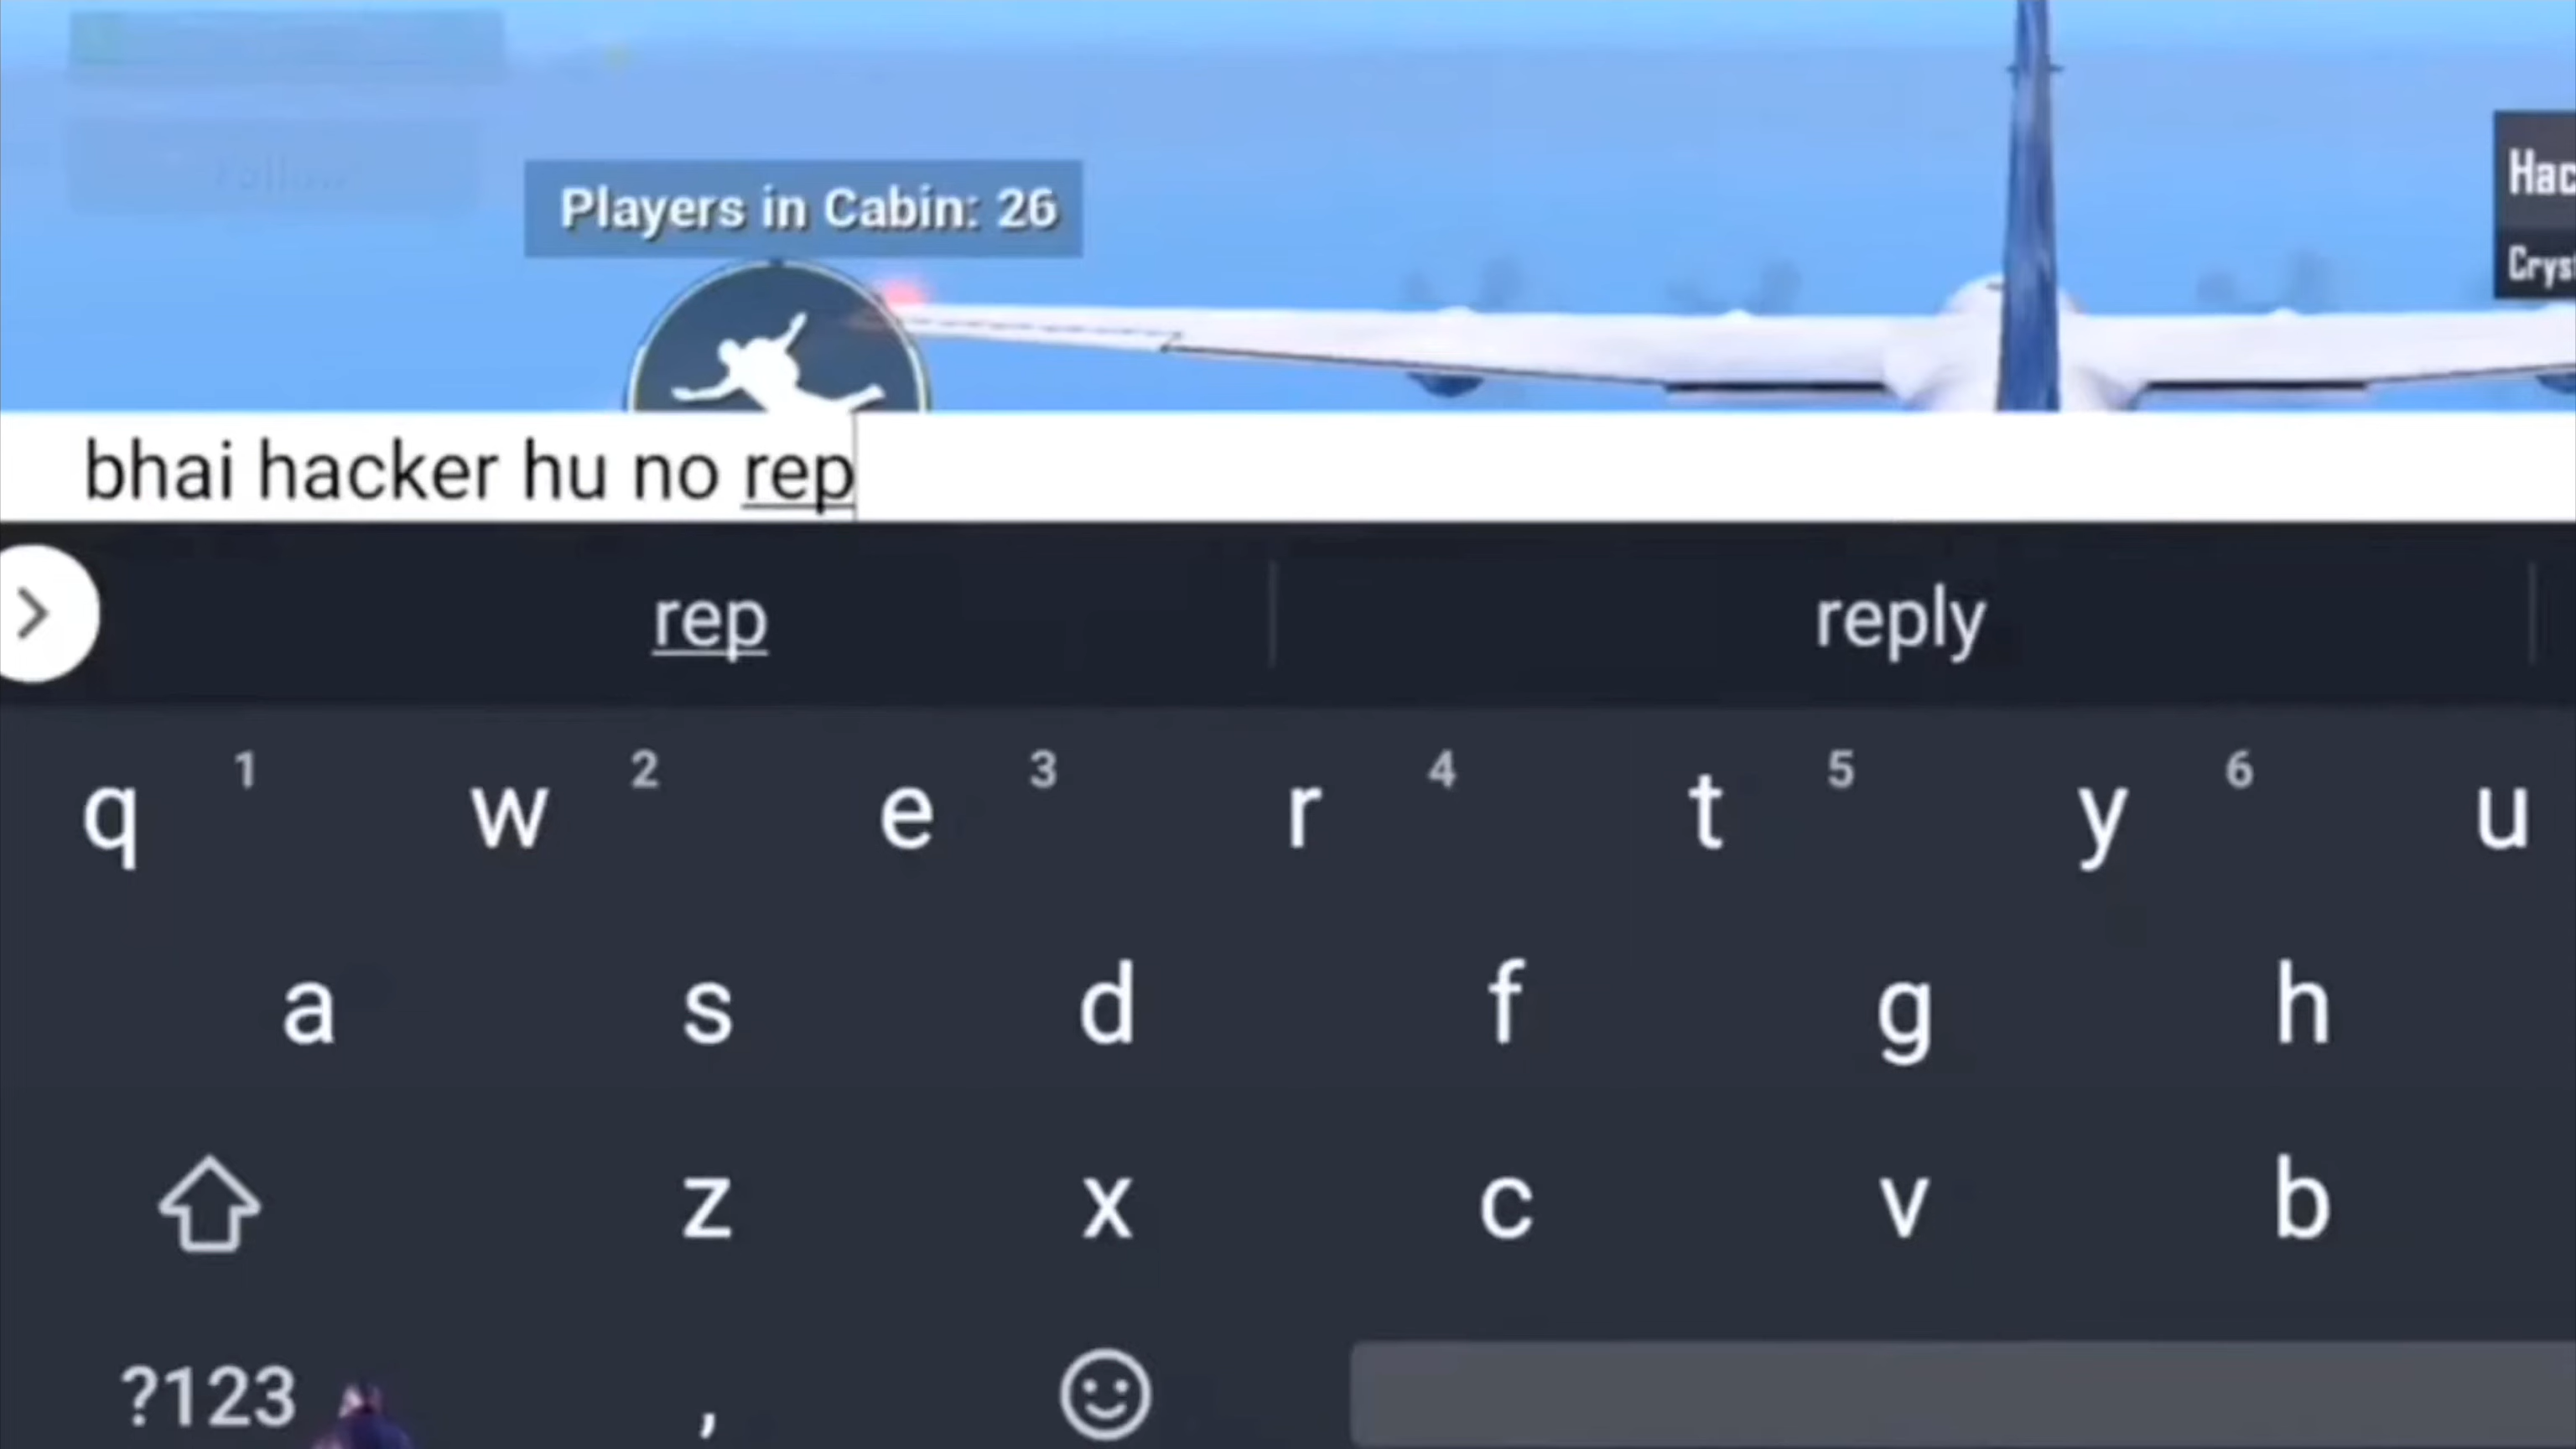 Players in Cabin: 26
bhai hacker hu no rep
rep reply
1 2 3 4 5 6
q w e r t y u
a s d f g h
z x c v b
?123 ,